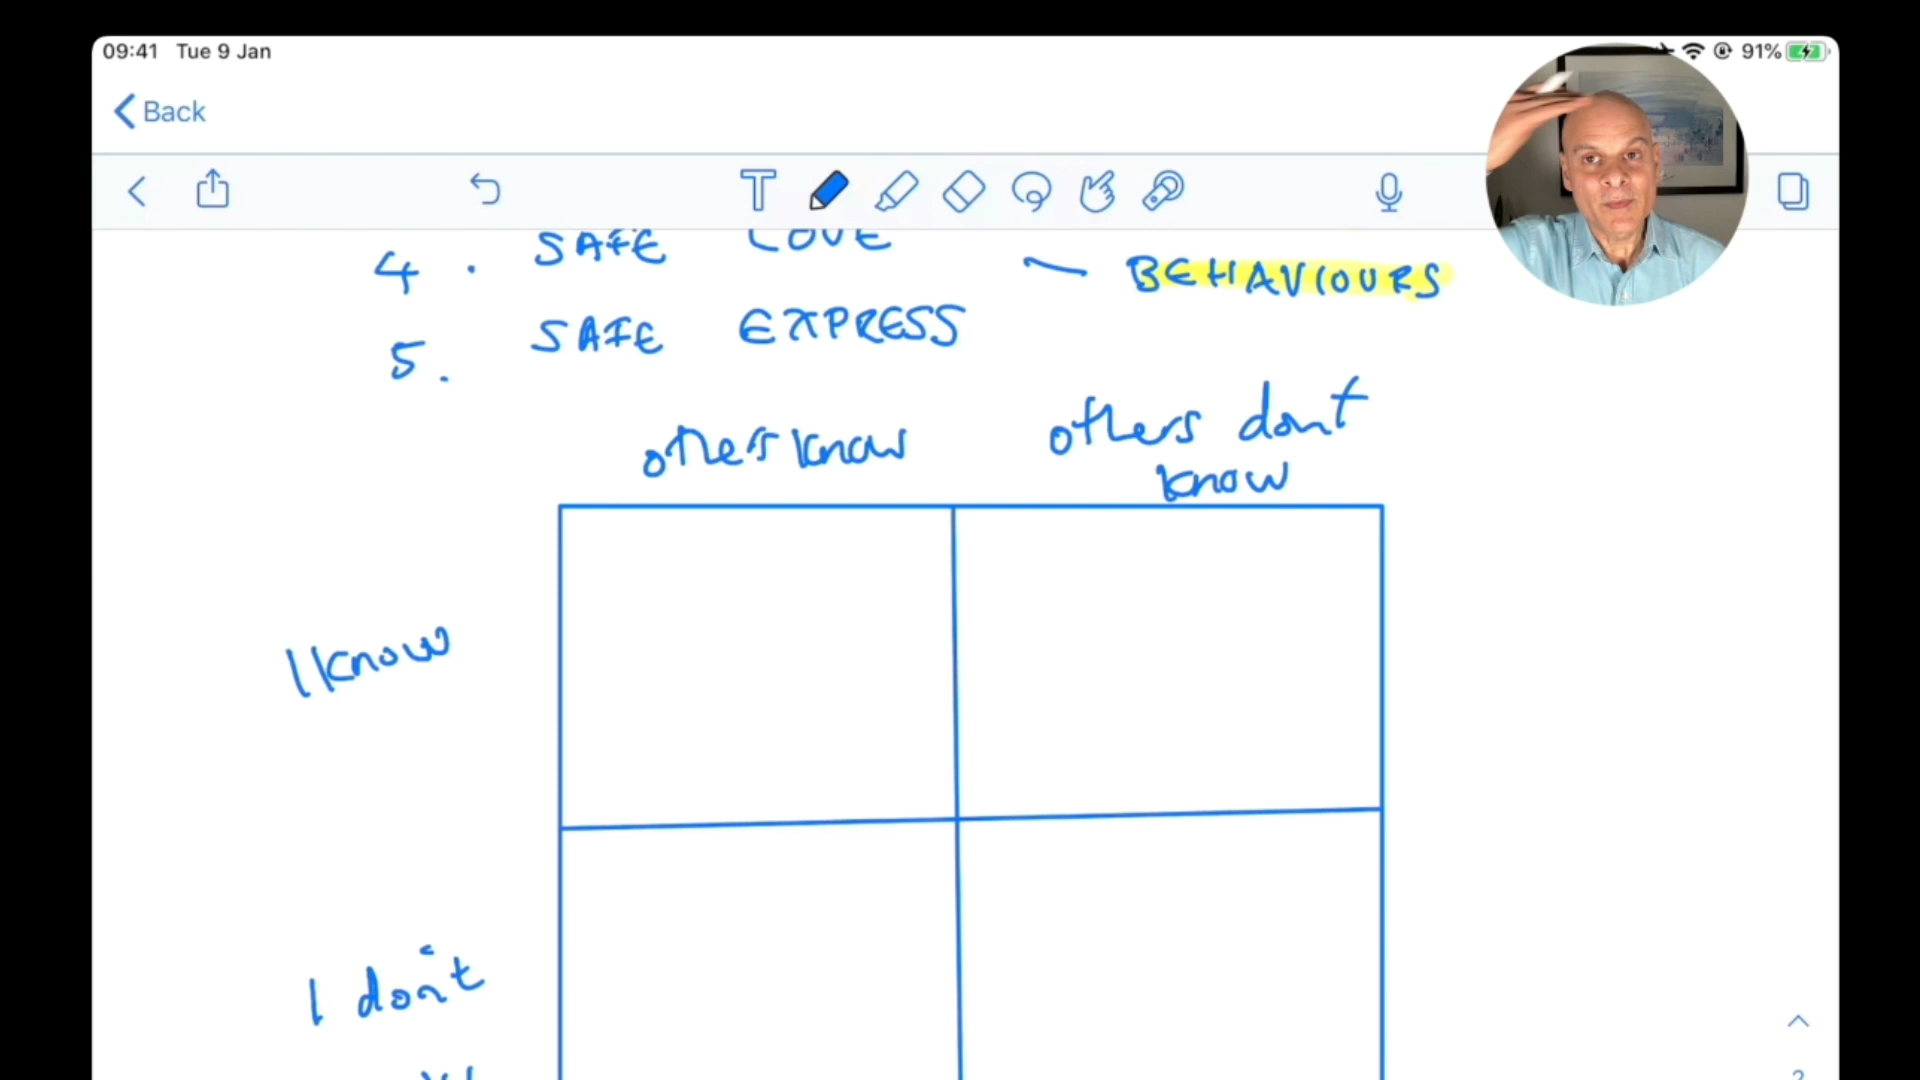 09:41 Tue 9 Jan
91%
Back
4. SAFE LOVE
BEHAVIOURS
5. SAFE EXPRESS
others know
others dont
know
I know
I don't